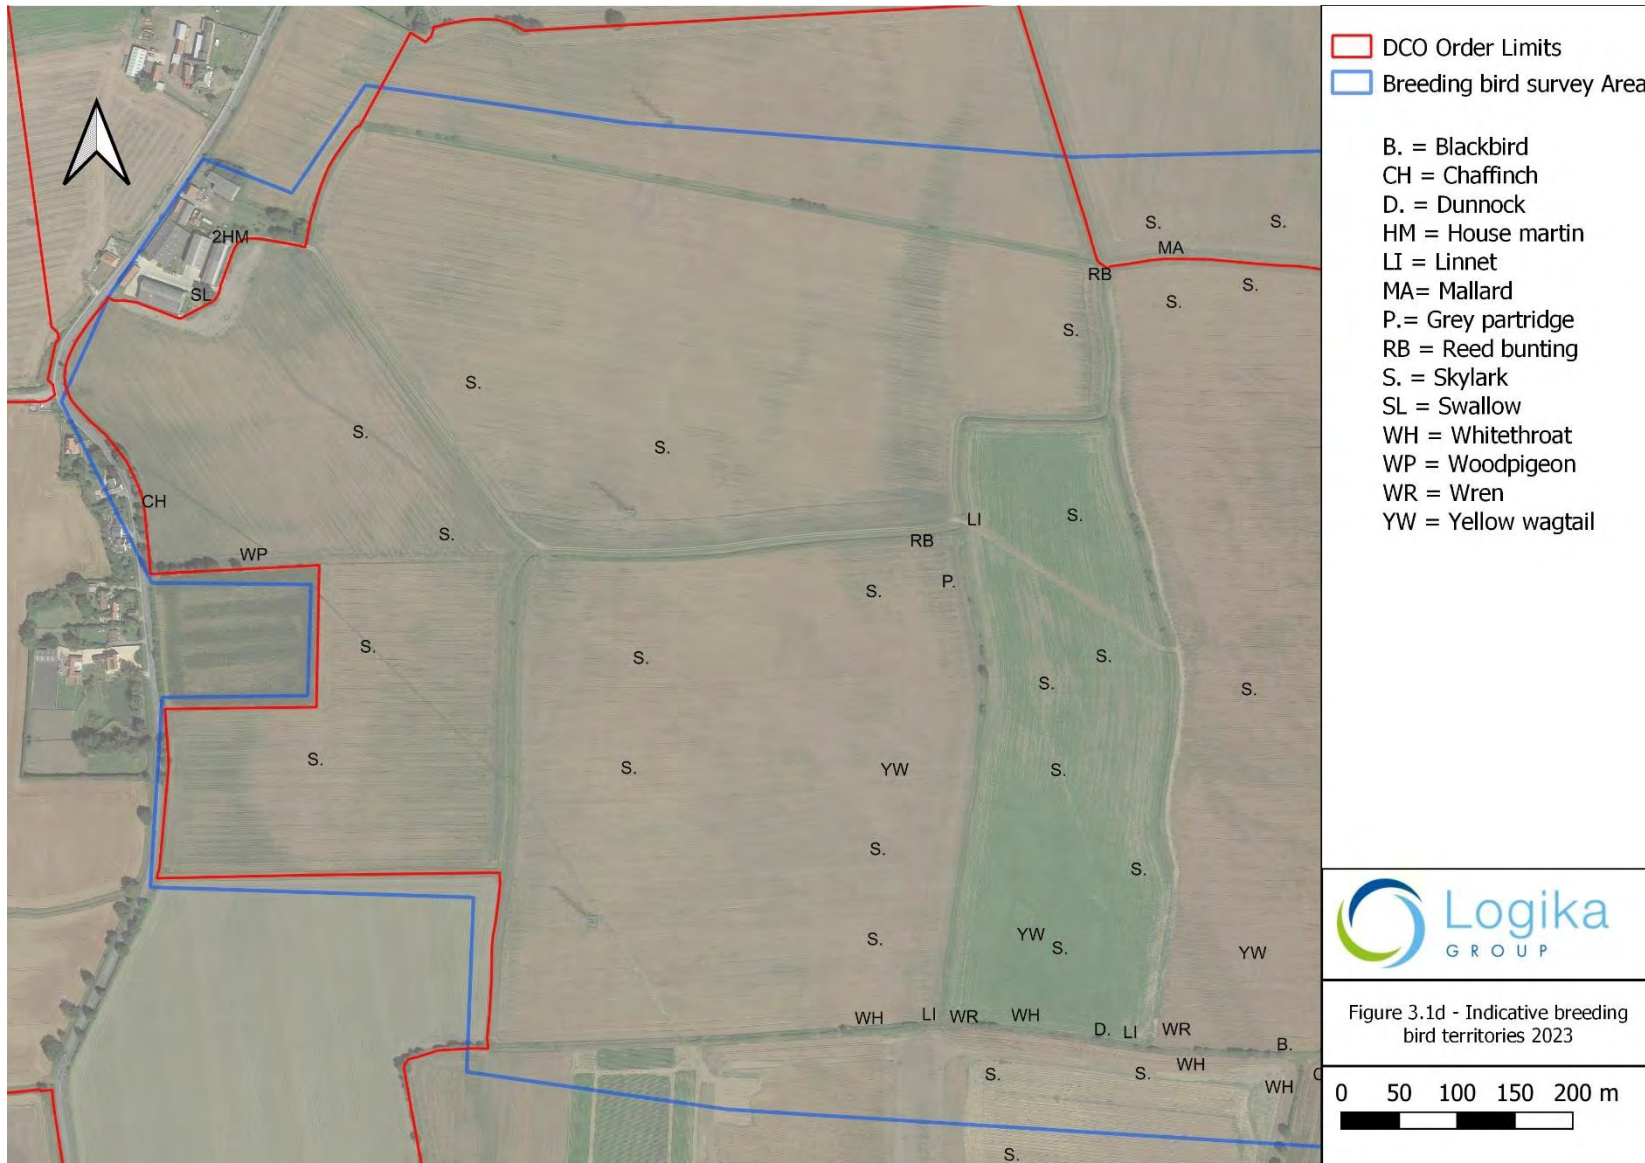 DCO Order Limits
Breeding bird survey Area
B. = Blackbird
CH = Chaffinch
D. = Dunnock
HM = House martin
LI = Linnet
MA= Mallard
P.= Grey partridge
RB = Reed bunting
S. = Skylark
SL = Swallow
WH = Whitethroat
WP = Woodpigeon
WR = Wren
YW = Yellow wagtail
S. S.
2HM MA
RB S.
SL S.
S.
S.
S.
S.
CH
LI S.
S. RB
WP
P.
S.
S.
S. S.
S. S.
S.
S. YW S.
S.
S.
YW
S. S. YW
WH LI WR WH
D. LI WR
B.
WH
S. S.
WH
S.
Logika
GROUP
Figure 3.1d - Indicative breeding
bird territories 2023
0 50 100 150 200 m